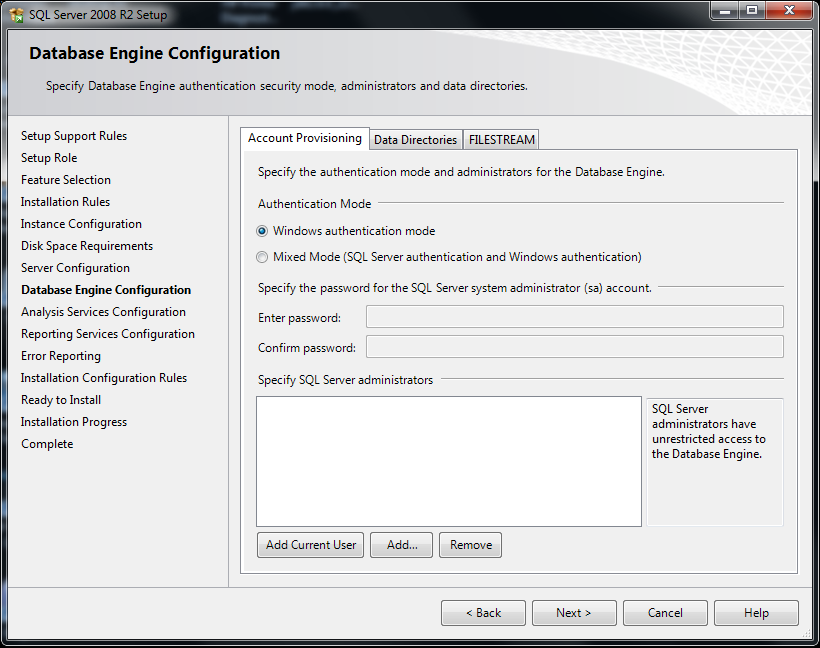 SQL Server 2008 R2 Setup
Database Engine Configuration
Specify Database Engine authentication security mode, administrators and data directories.
Setup Support Rules
Setup Role
Feature Selection
Installation Rules
Instance Configuration
Disk Space Requirements
Server Configuration
Database Engine Configuration
Analysis Services Configuration
Reporting Services Configuration
Error Reporting
Installation Configuration Rules
Ready to Install
Installation Progress
Complete
Account Provisioning Data Directories FILESTREAM
Specify the authentication mode and administrators for the Database Engine.
Authentication Mode
Windows authentication mode
Mixed Mode (SQL Server authentication and Windows authentication)
Specify the password for the SQL Server system administrator (sa) account.
Enter password:
Confirm password:
Specify SQL Server administrators
SQL Server
administrators have
unrestricted access to
the Database Engine.
Add Current User Add... Remove
< Back Next > Cancel Help